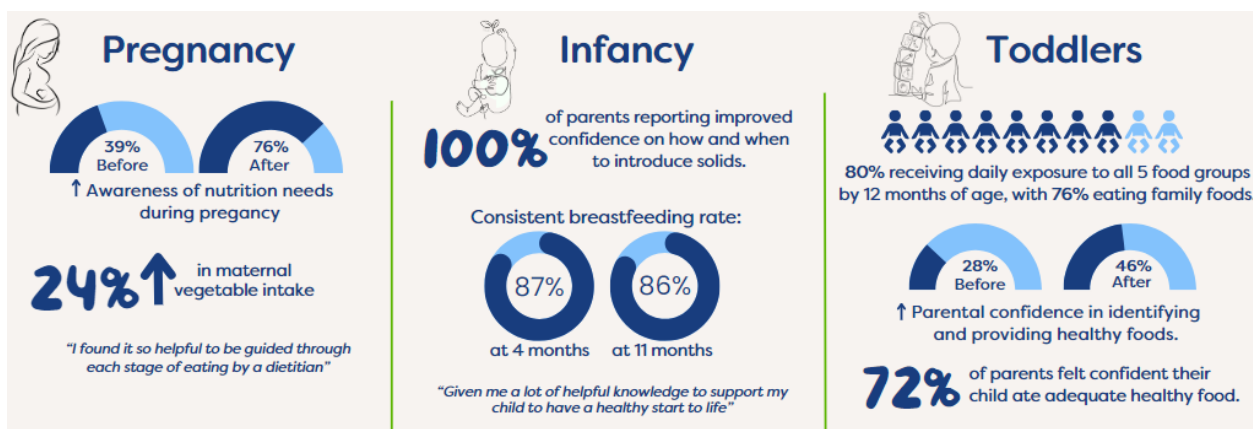 Pregnancy
39%
Before
76%
After
↑ Awareness of nutrition needs
during pregancy
24% ↑ in maternal
vegetable intake
“I found it so helpful to be guided through
each stage of eating by a dietitian”
Infancy
100% of parents reporting improved
confidence on how and when
to introduce solids.
Consistent breastfeeding rate:
87%
at 4 months
86%
at 11 months
“Given me a lot of helpful knowledge to support my
child to have a healthy start to life”
Toddlers
80% receiving daily exposure to all 5 food groups
by 12 months of age, with 76% eating family foods.
28%
Before
46%
After
↑ Parental confidence in identifying
and providing healthy foods.
72% of parents felt confident their
child ate adequate healthy food.